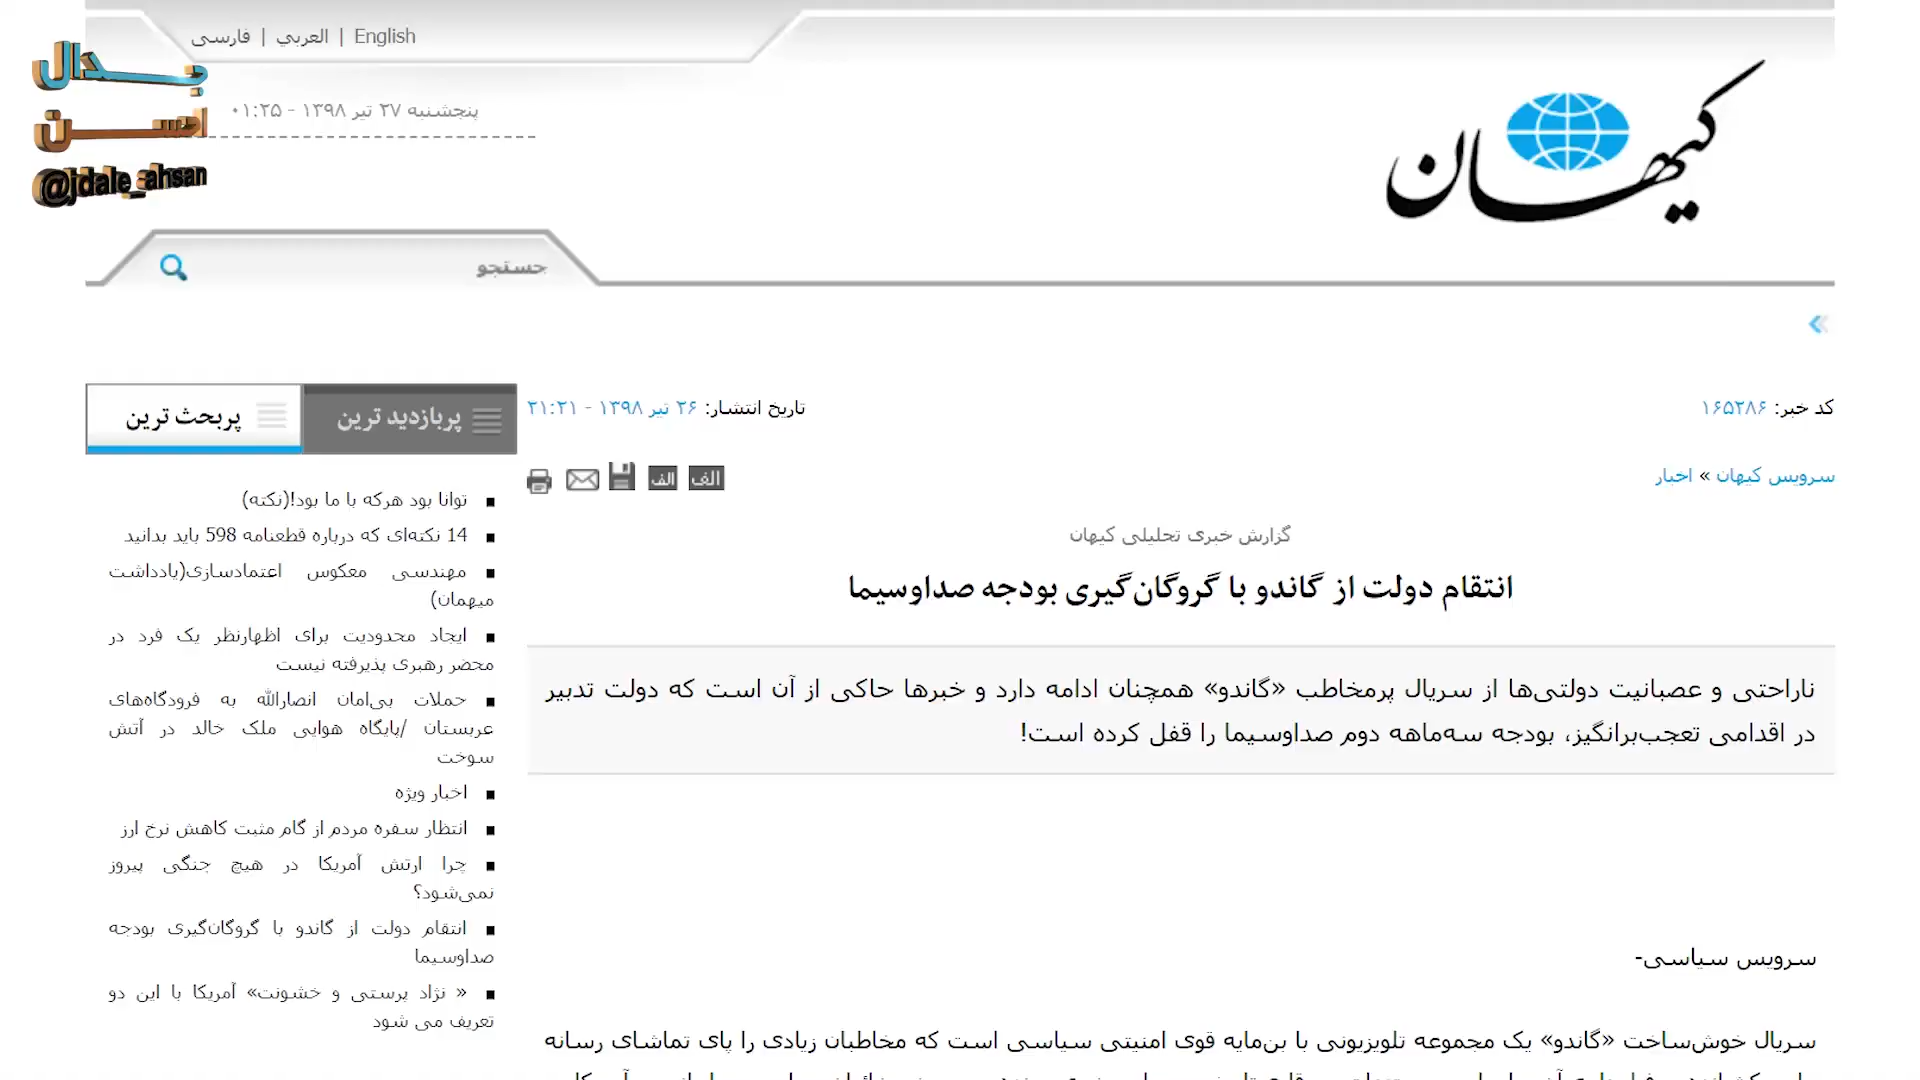 فارسی | العربي | English
جدال
احسن
@jdale_ahsan
پنجشنبه ۲۷ تیر ۱۳۹۸ - ۰۱:۲۵
کیهان
جستجو
کد خبر: ۱۶۵۲۸۶
تاریخ انتشار: ۲۶ تیر ۱۳۹۸ - ۲۱:۲۱
سرویس کیهان » اخبار
الف الف
گزارش خبری تحلیلی کیهان
انتقام دولت از گاندو با گروگان‌گیری بودجه صداوسیما
ناراحتی و عصبانیت دولتی‌ها از سریال پرمخاطب «گاندو» همچنان ادامه دارد و خبرها حاکی از آن است که دولت تدبیر
در اقدامی تعجب‌برانگیز، بودجه سه‌ماهه دوم صداوسیما را قفل کرده است!
سرویس سیاسی-
سریال خوش‌ساخت «گاندو» یک مجموعه تلویزیونی با بن‌مایه قوی امنیتی سیاسی است که مخاطبان زیادی را پای تماشای رسانه
پربازدید ترین
پربحث ترین
توانا بود هرکه با ما بود!(نکته)
14 نکته‌ای که درباره قطعنامه 598 باید بدانید
مهندسی معکوس اعتمادسازی(یادداشت
میهمان)
ایجاد محدودیت برای اظهارنظر یک فرد در
محضر رهبری پذیرفته نیست
حملات بی‌امان انصارالله به فرودگاه‌های
عربستان /پایگاه هوایی ملک خالد در آتش
سوخت
اخبار ویژه
انتظار سفره مردم از گام مثبت کاهش نرخ ارز
چرا ارتش آمریکا در هیچ جنگی پیروز
نمی‌شود؟
انتقام دولت از گاندو با گروگان‌گیری بودجه
صداوسیما
« نژاد پرستی و خشونت» آمریکا با این دو
تعریف می شود